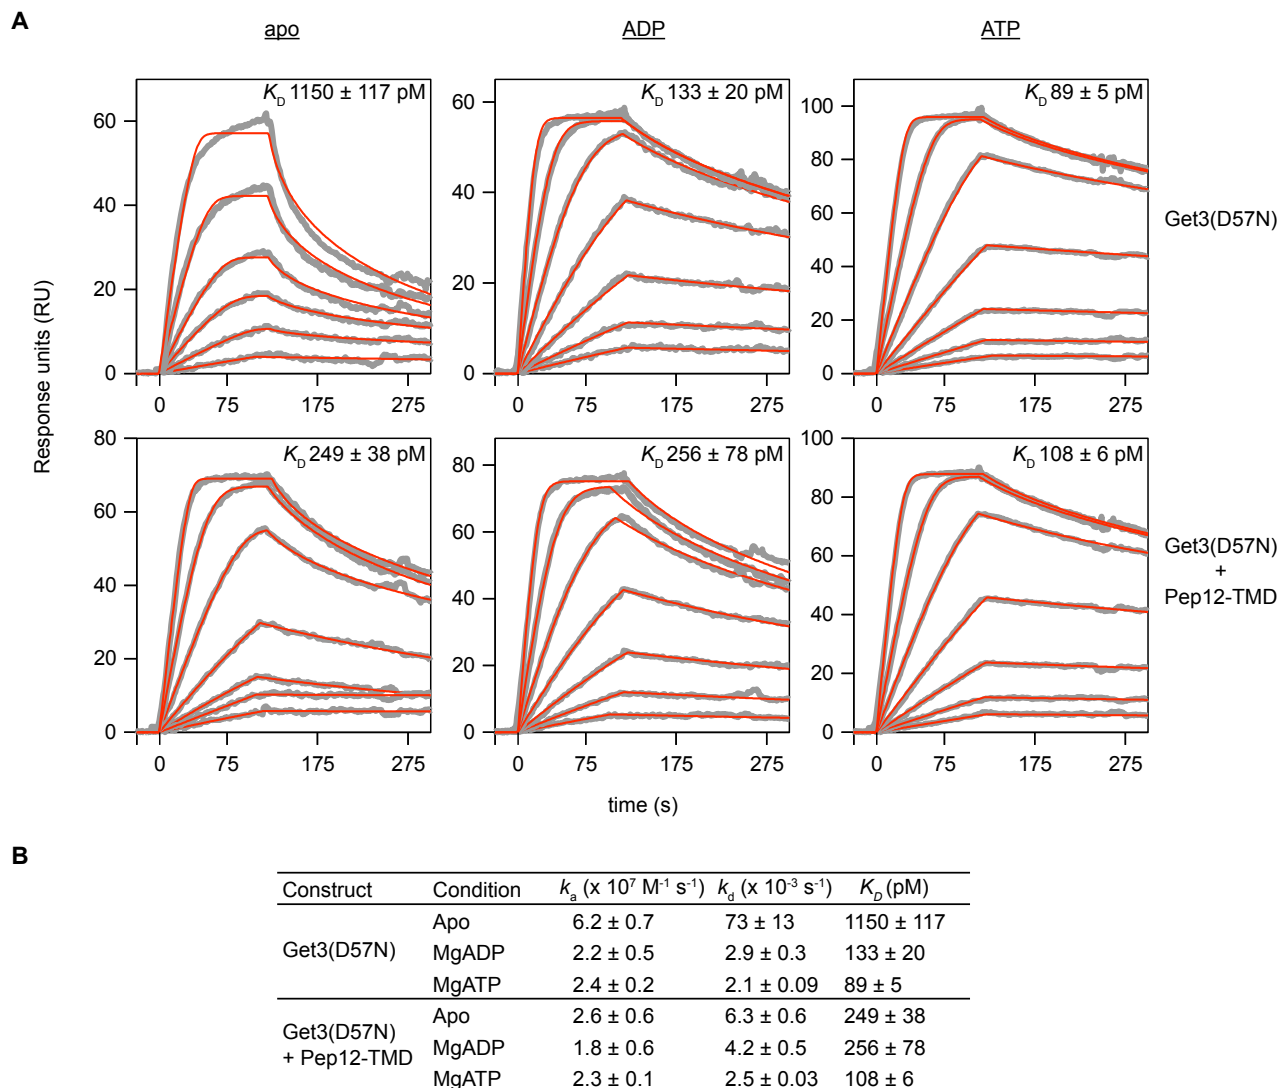 A
apo
ADP
ATP
K_D 1150 ± 117 pM
K_D 133 ± 20 pM
K_D 89 ± 5 pM
60
40
20
0
0 75 175 275
60
40
20
0
0 75 175 275
100
80
60
40
20
0
0 75 175 275
Get3(D57N)
Response units (RU)
K_D 249 ± 38 pM
K_D 256 ± 78 pM
K_D 108 ± 6 pM
80
60
40
20
0
0 75 175 275
80
60
40
20
0
0 75 175 275
100
80
60
40
20
0
0 75 175 275
Get3(D57N)
+
Pep12-TMD
time (s)
B
Construct Condition kₐ (x 10⁷ M⁻¹ s⁻¹) k_d (x 10⁻³ s⁻¹) K_D (pM)
Get3(D57N)
Apo 6.2 ± 0.7 73 ± 13 1150 ± 117
MgADP 2.2 ± 0.5 2.9 ± 0.3 133 ± 20
MgATP 2.4 ± 0.2 2.1 ± 0.09 89 ± 5
Get3(D57N)
+ Pep12-TMD
Apo 2.6 ± 0.6 6.3 ± 0.6 249 ± 38
MgADP 1.8 ± 0.6 4.2 ± 0.5 256 ± 78
MgATP 2.3 ± 0.1 2.5 ± 0.03 108 ± 6